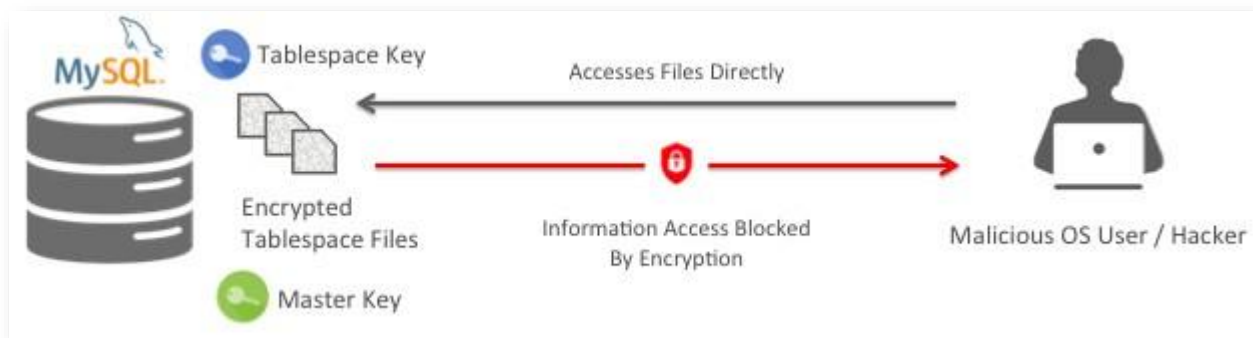 MySQL
Tablespace Key
Accesses Files Directly
Encrypted
Tablespace Files
Information Access Blocked
By Encryption
Malicious OS User / Hacker
Master Key